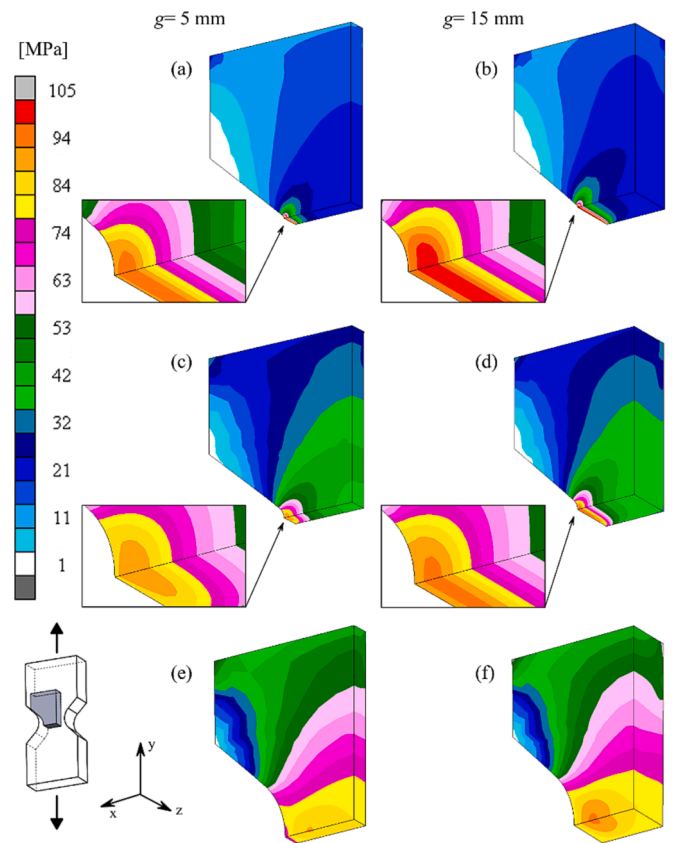 g= 5 mm
g= 15 mm
[MPa]
(a)
(b)
105
94
84
74
63
53
42
32
21
11
1
(c)
(d)
(e)
(f)
y
x
z